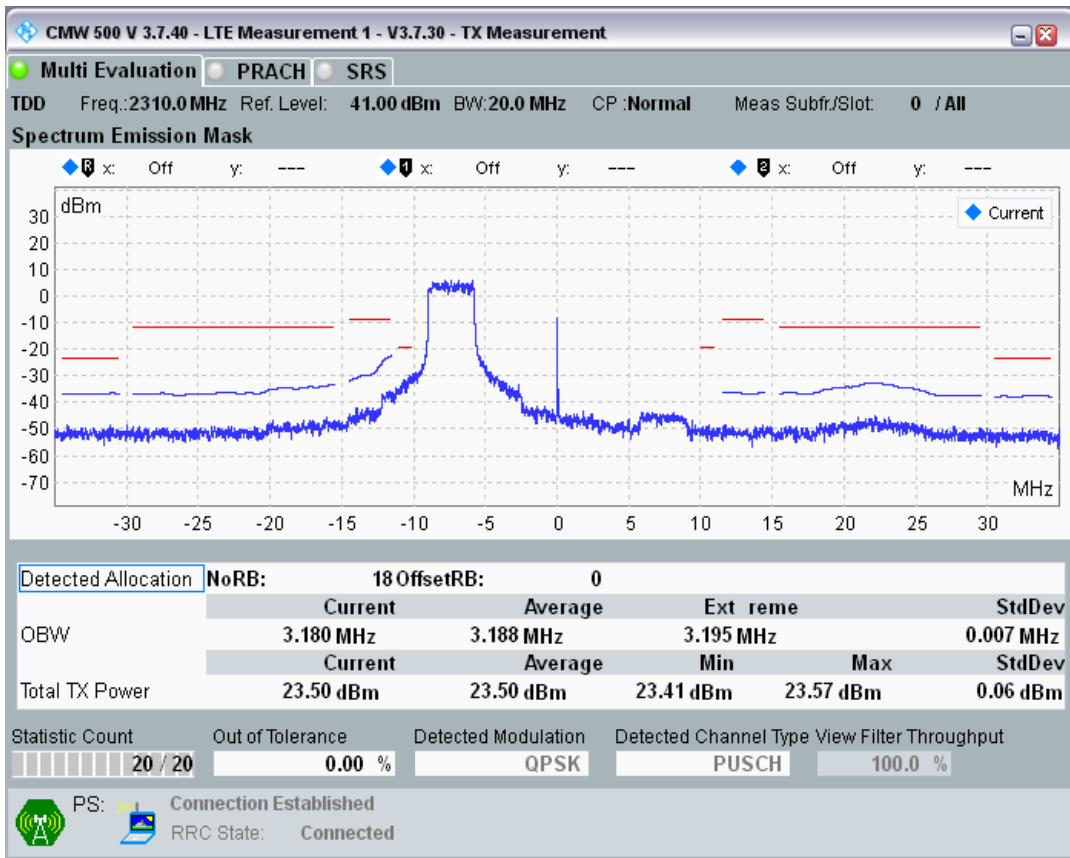 CMW 500 V 3.7.40 - LTE Measurement 1 - V3.7.30 - TX Measurement
Multi Evaluation PRACH SRS
TDD Freq.:2310.0 MHz Ref. Level: 41.00 dBm BW:20.0 MHz CP :Normal Meas Subfr./Slot: 0 / All
Spectrum Emission Mask
R x: Off y: --- 1 x: Off y: --- 2 x: Off y: ---
dBm
Current
30
20
10
0
-10
-20
-30
-40
-50
-60
-70
MHz
-30 -25 -20 -15 -10 -5 0 5 10 15 20 25 30
Detected Allocation NoRB: 18 OffsetRB: 0
Current Average Ext reme StdDev
OBW 3.180 MHz 3.188 MHz 3.195 MHz 0.007 MHz
Current Average Min Max StdDev
Total TX Power 23.50 dBm 23.50 dBm 23.41 dBm 23.57 dBm 0.06 dBm
Statistic Count Out of Tolerance Detected Modulation Detected Channel Type View Filter Throughput
20 / 20 0.00 % QPSK PUSCH 100.0 %
PS: Connection Established
RRC State: Connected